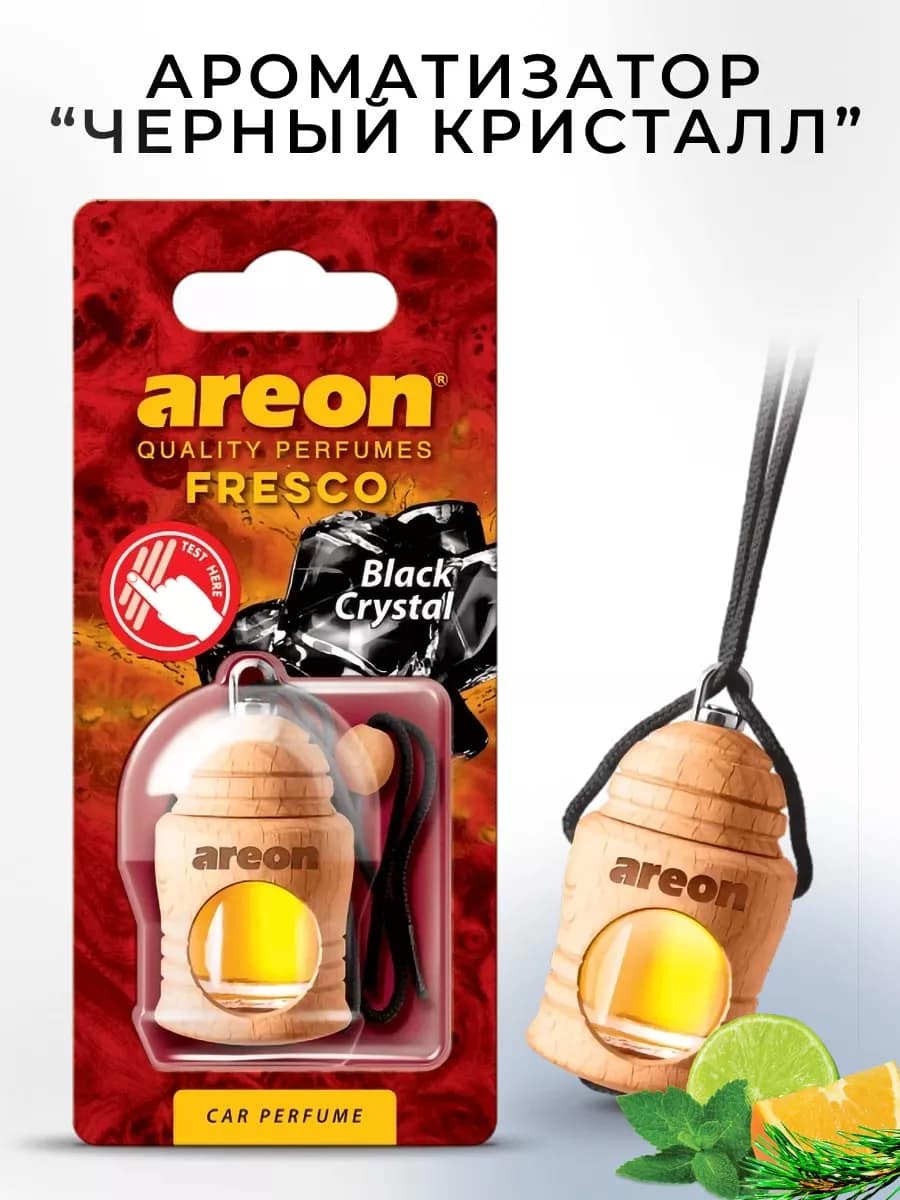 АРОМАТИЗАТОР
“ЧЕРНЫЙ КРИСТАЛЛ”
areon®
QUALITY PERFUMES
FRESCO
TEST HERE
Black
Crystal
areon
areon
CAR PERFUME